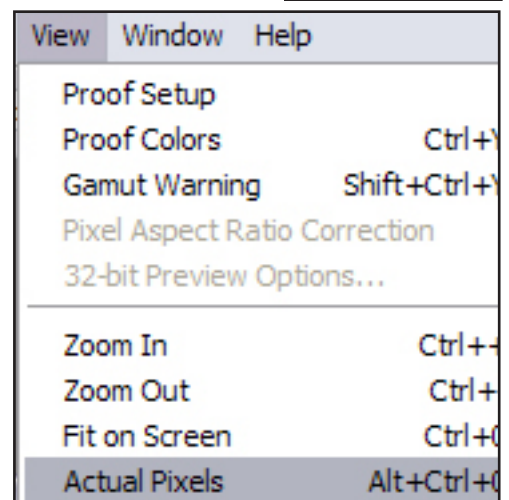 View Window Help
Proof Setup
Proof Colors Ctrl+Y
Gamut Warning Shift+Ctrl+Y
Pixel Aspect Ratio Correction
32-bit Preview Options...
Zoom In Ctrl++
Zoom Out Ctrl+
Fit on Screen Ctrl+0
Actual Pixels Alt+Ctrl+0